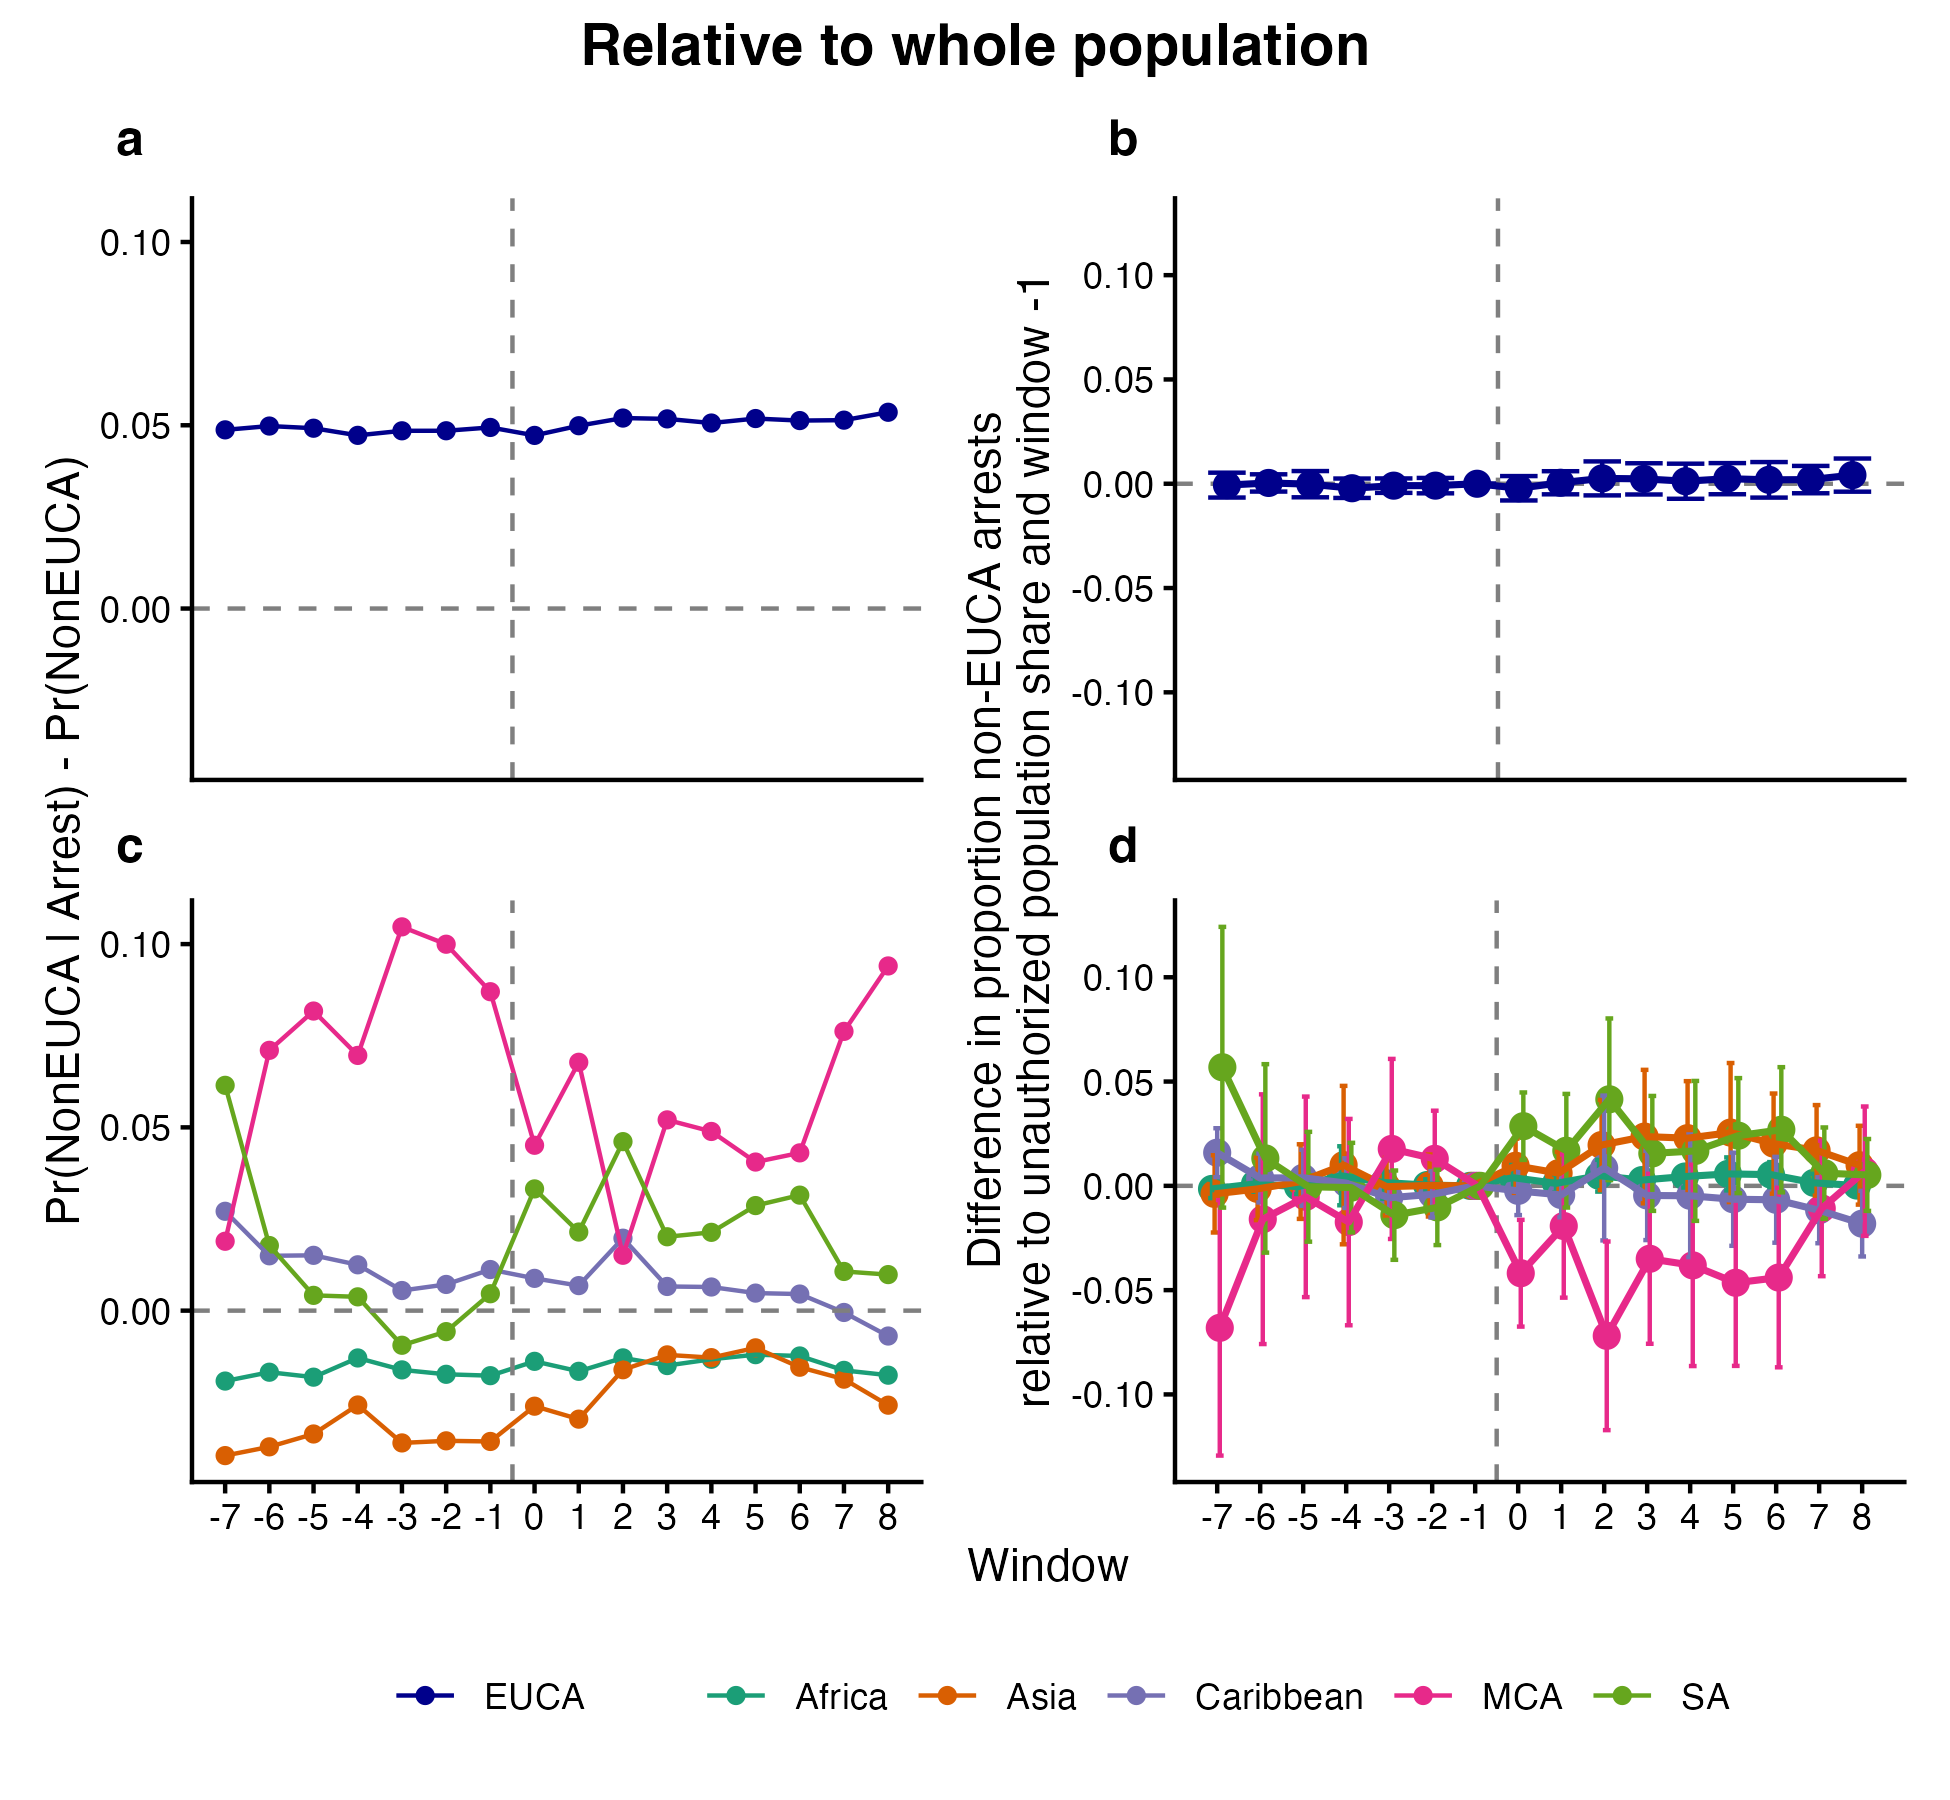 Relative to whole population
a
b
Pr(NonEUCA | Arrest) - Pr(NonEUCA)
0.10
0.05
0.00
Difference in proportion non-EUCA arrests
relative to unauthorized population share and window -1
0.10
0.05
0.00
-0.05
-0.10
c
d
0.10
0.05
0.00
-7 -6 -5 -4 -3 -2 -1 0 1 2 3 4 5 6 7 8
0.10
0.05
0.00
-0.05
-0.10
-7 -6 -5 -4 -3 -2 -1 0 1 2 3 4 5 6 7 8
Window
EUCA Africa Asia Caribbean MCA SA